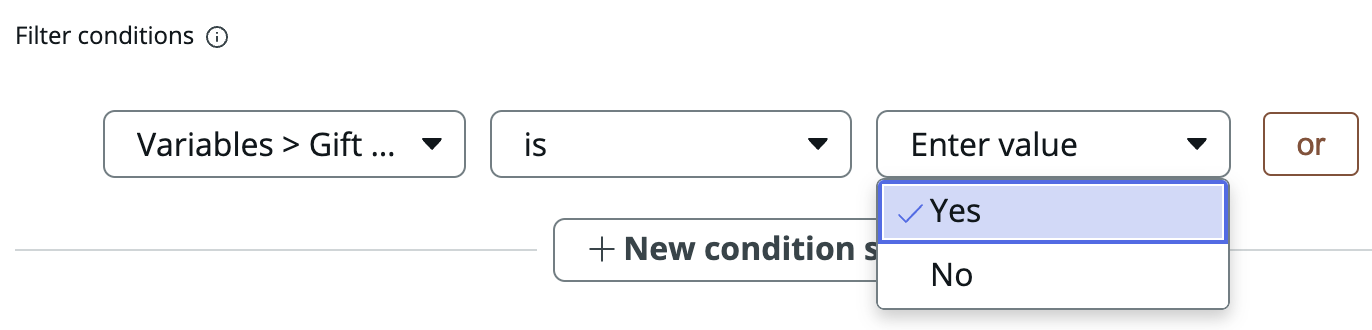 Filter conditions
Variables > Gift ... is Enter value or
Yes
+ New condition s
No